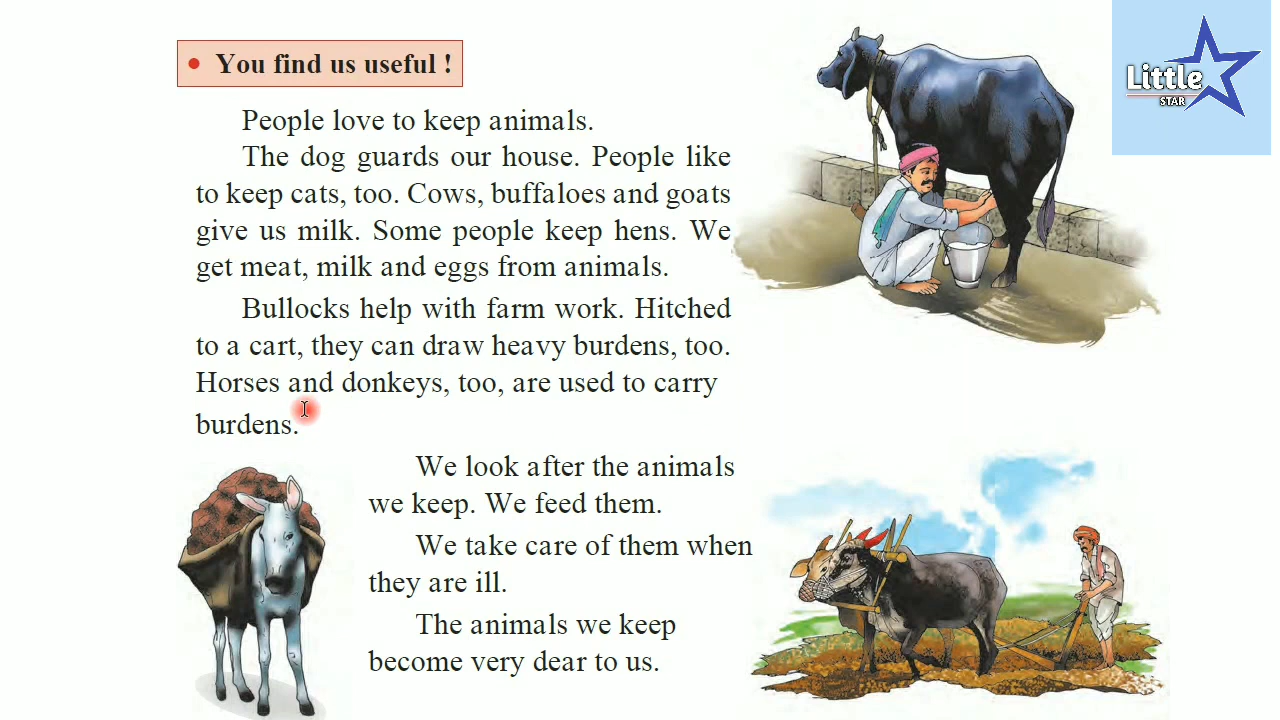 • You find us useful !
People love to keep animals.
The dog guards our house. People like
to keep cats, too. Cows, buffaloes and goats
give us milk. Some people keep hens. We
get meat, milk and eggs from animals.
Bullocks help with farm work. Hitched
to a cart, they can draw heavy burdens, too.
Horses and donkeys, too, are used to carry
burdens.
We look after the animals
we keep. We feed them.
We take care of them when
they are ill.
The animals we keep
become very dear to us.
Little
STAR